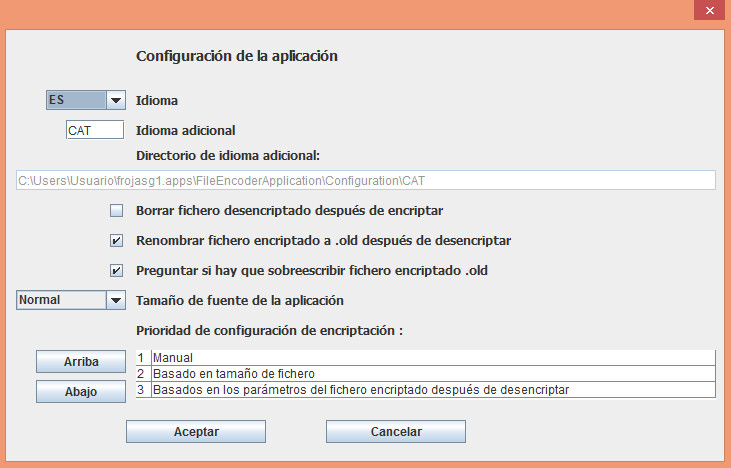 Configuración de la aplicación
ES Idioma
CAT Idioma adicional
Directorio de idioma adicional:
C:\Users\Usuario\frojasg1.apps\FileEncoderApplication\Configuration\CAT
Borrar fichero desencriptado después de encriptar
Renombrar fichero encriptado a .old después de desencriptar
Preguntar si hay que sobreescribir fichero encriptado .old
Normal Tamaño de fuente de la aplicación
Prioridad de configuración de encriptación :
Arriba
Abajo
1 Manual
2 Basado en tamaño de fichero
3 Basados en los parámetros del fichero encriptado después de desencriptar
Aceptar Cancelar